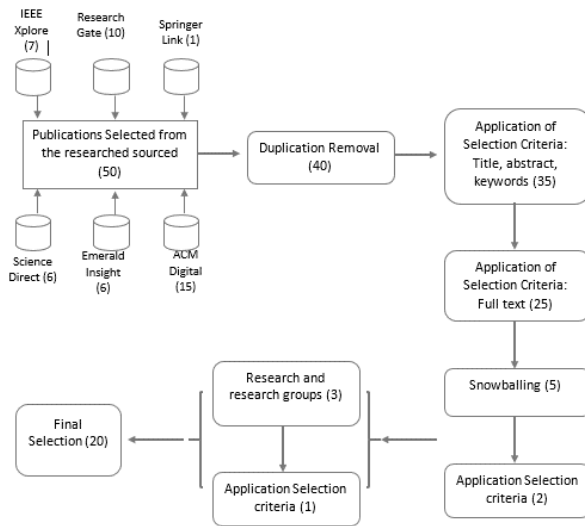 IEEE
Xplore
(7)
Research
Gate (10)
Springer
Link (1)
Publications Selected from
the researched sourced
(50)
Duplication Removal
(40)
Application of
Selection Criteria:
Title, abstract,
keywords (35)
Science
Direct (6)
Emerald
Insight
(6)
ACM
Digital
(15)
Application of
Selection Criteria:
Full text (25)
Snowballing (5)
Application Selection
criteria (2)
Research and
research groups (3)
Application Selection
criteria (1)
Final
Selection (20)